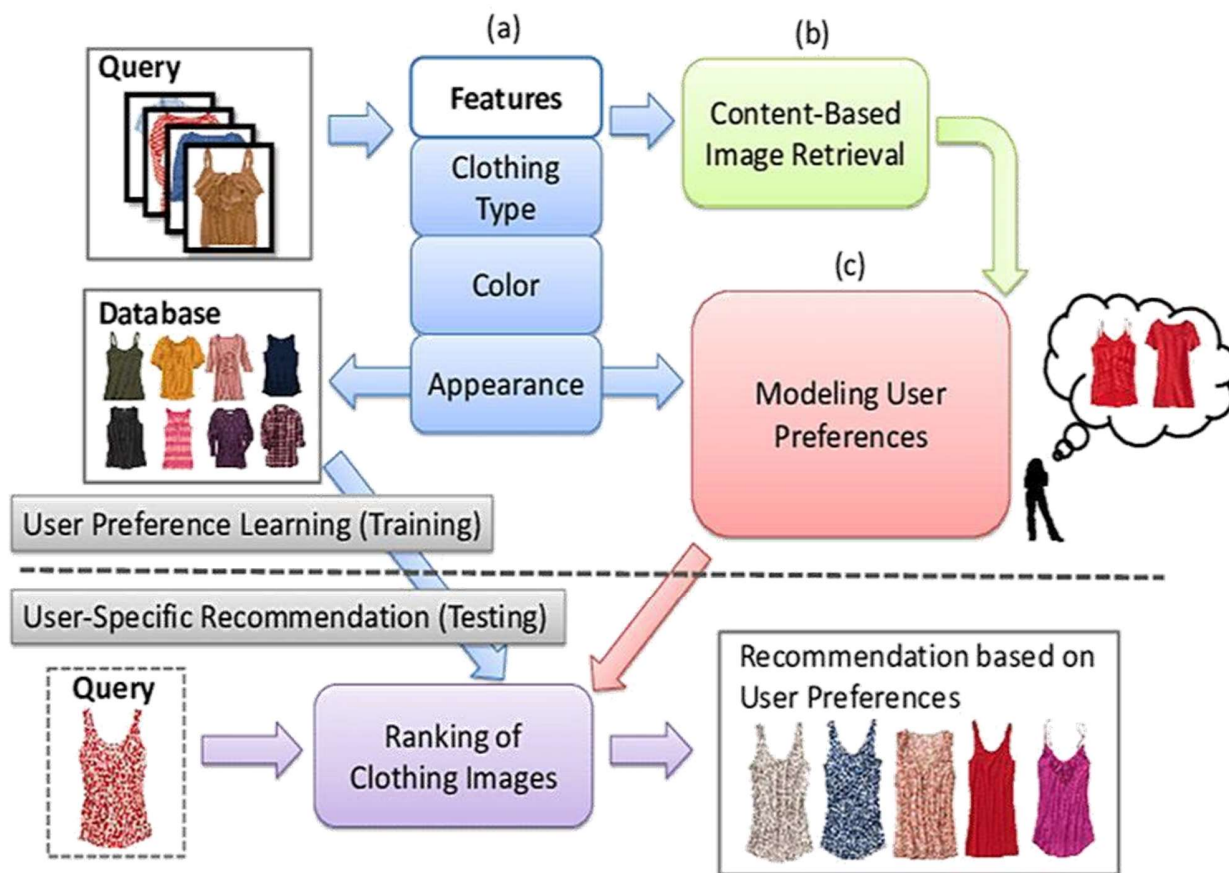 (a)
(b)
Query
Features
Content-Based
Image Retrieval
Clothing
Type
(c)
Color
Database
Appearance
Modeling User
Preferences
User Preference Learning (Training)
User-Specific Recommendation (Testing)
Query
Ranking of
Clothing Images
Recommendation based on
User Preferences